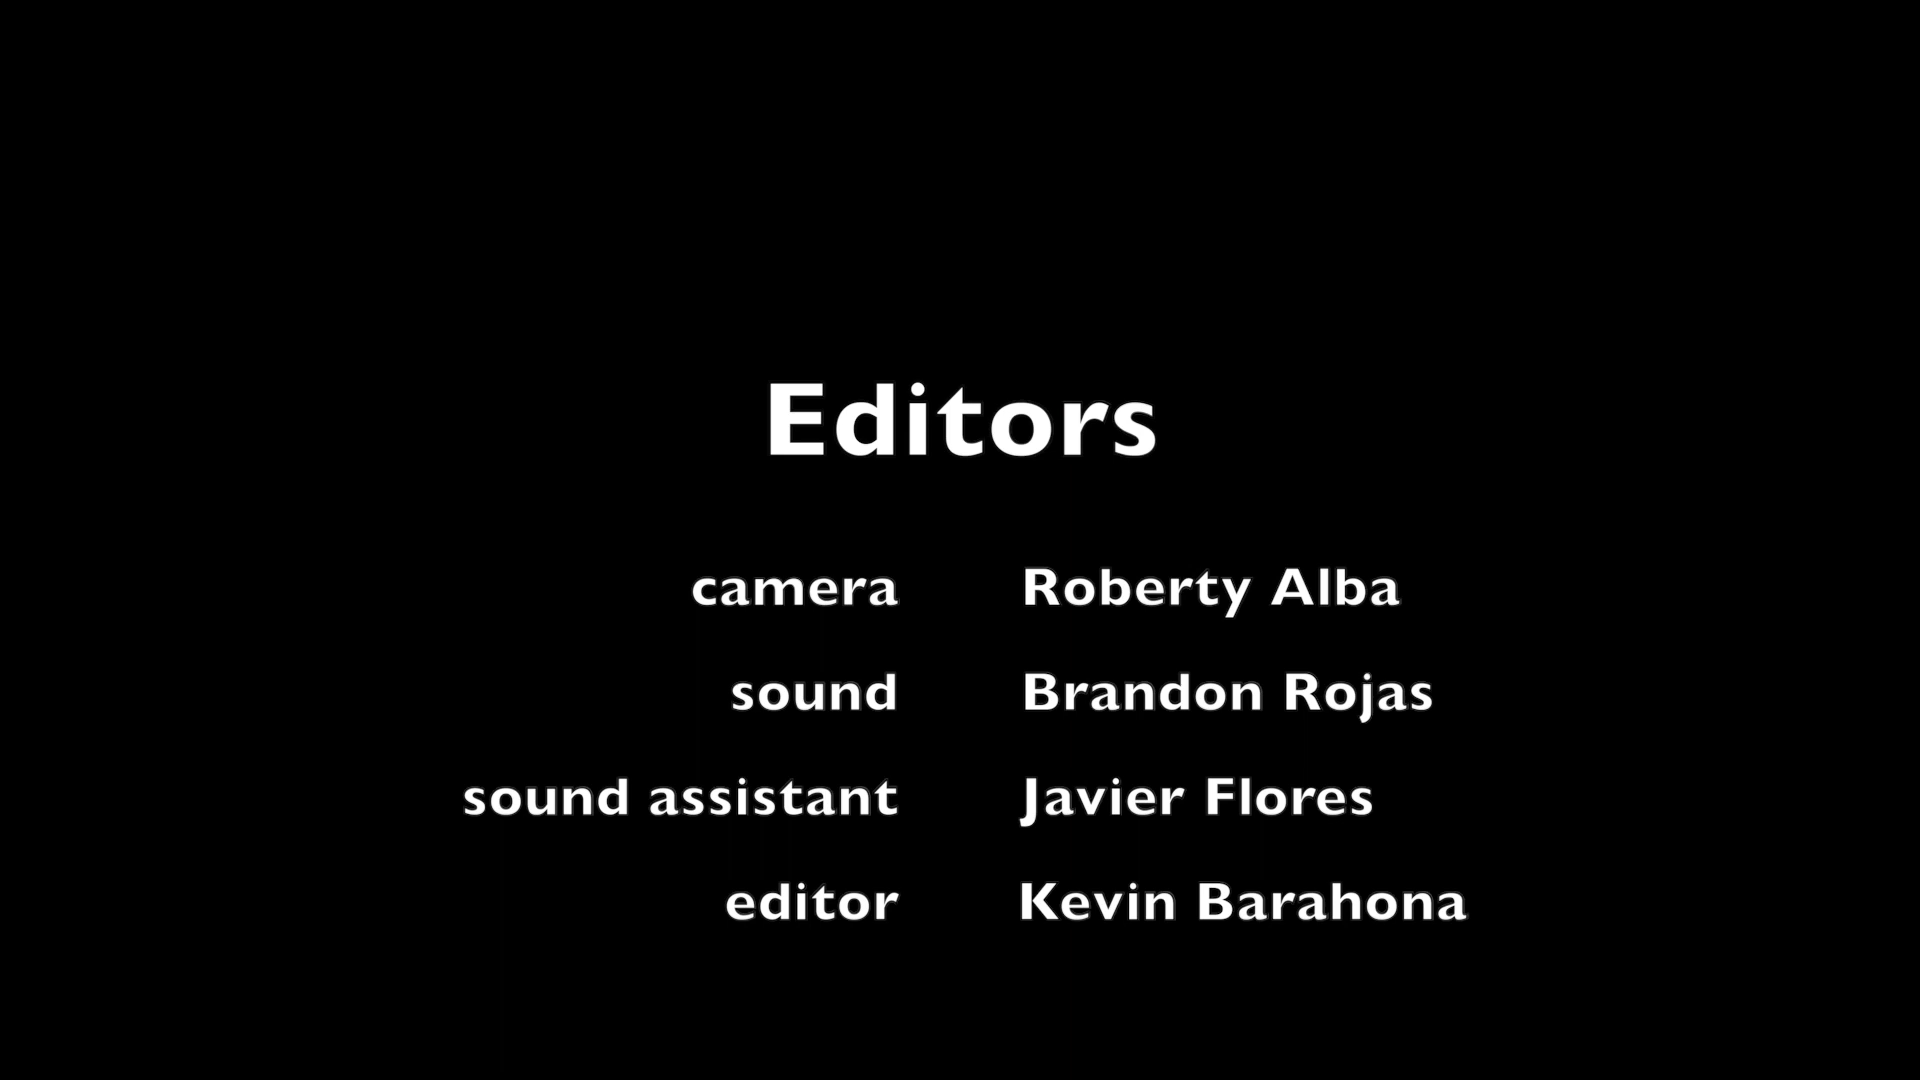 Editors
camera Roberty Alba
sound Brandon Rojas
sound assistant Javier Flores
editor Kevin Barahona